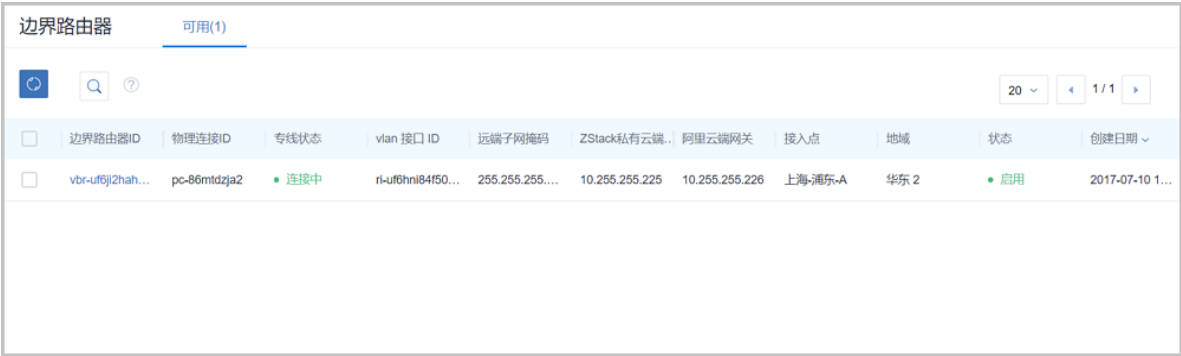 边界路由器 可用(1)
20 1 / 1
边界路由器ID 物理连接ID 专线状态 vlan 接口 ID 远端子网掩码 ZStack私有云端... 阿里云端网关 接入点 地域 状态 创建日期
vbr-uf6ji2hah... pc-86mtdzja2 连接中 ri-uf6hni84f50... 255.255.255.... 10.255.255.225 10.255.255.226 上海-浦东-A 华东 2 启用 2017-07-10 1...